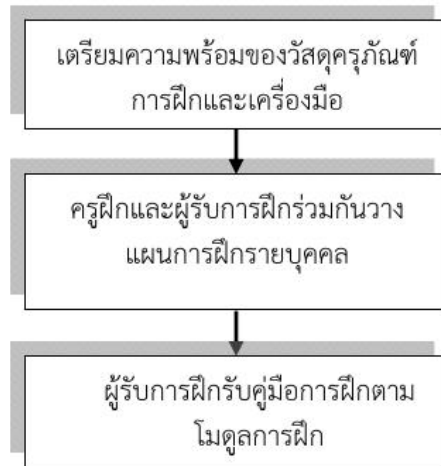 เตรียมความพร้อมของวัสดุครุภัณฑ์
การฝึกและเครื่องมือ
ครูฝึกและผู้รับการฝึกร่วมกันวาง
แผนการฝึกรายบุคคล
ผู้รับการฝึกรับคู่มือการฝึกตาม
โมดูลการฝึก